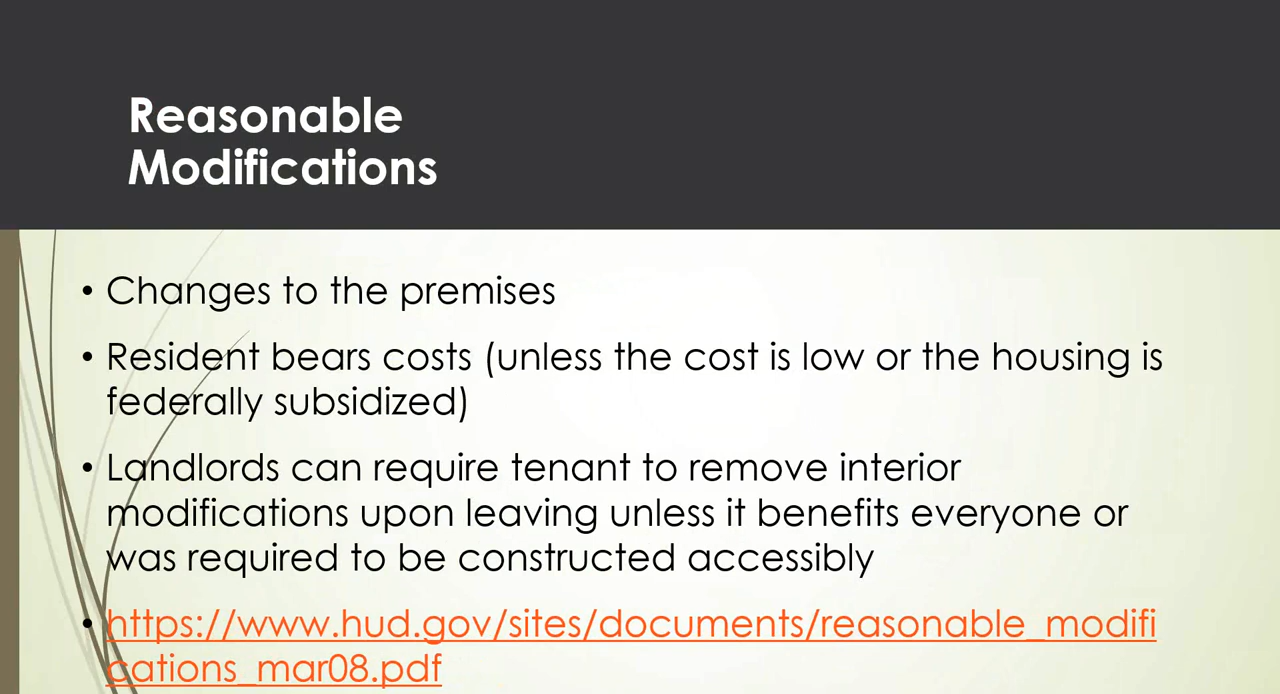 Reasonable
Modifications
• Changes to the premises
• Resident bears costs (unless the cost is low or the housing is
federally subsidized)
• Landlords can require tenant to remove interior
modifications upon leaving unless it benefits everyone or
was required to be constructed accessibly
• https://www.hud.gov/sites/documents/reasonable_modifi
cations_mar08.pdf